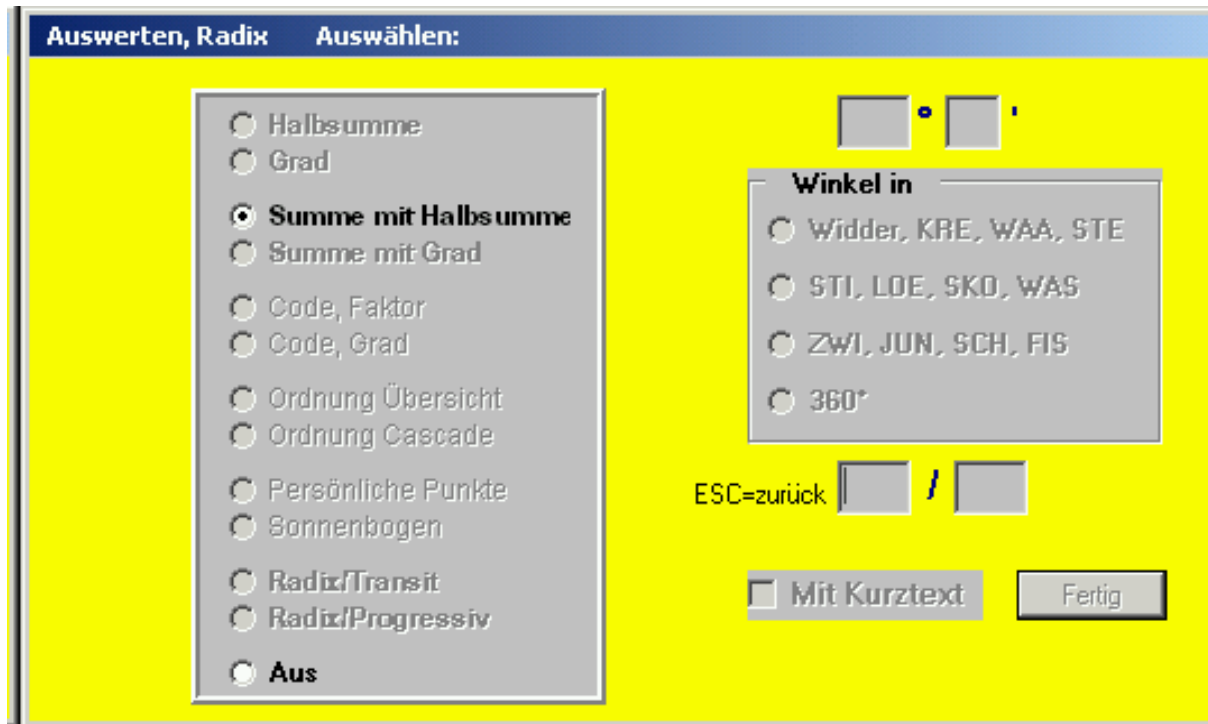 Auswerten, Radix Auswählen:
Halbsumme
Grad
Summe mit Halbsumme
Summe mit Grad
Code, Faktor
Code, Grad
Ordnung Übersicht
Ordnung Cascade
Persönliche Punkte
Sonnenbogen
Radix/Transit
Radix/Progressiv
Aus
° '
Winkel in
Widder, KRE, WAA, STE
STI, LOE, SKO, WAS
ZWI, JUN, SCH, FIS
360°
ESC=zurück /
Mit Kurztext
Fertig